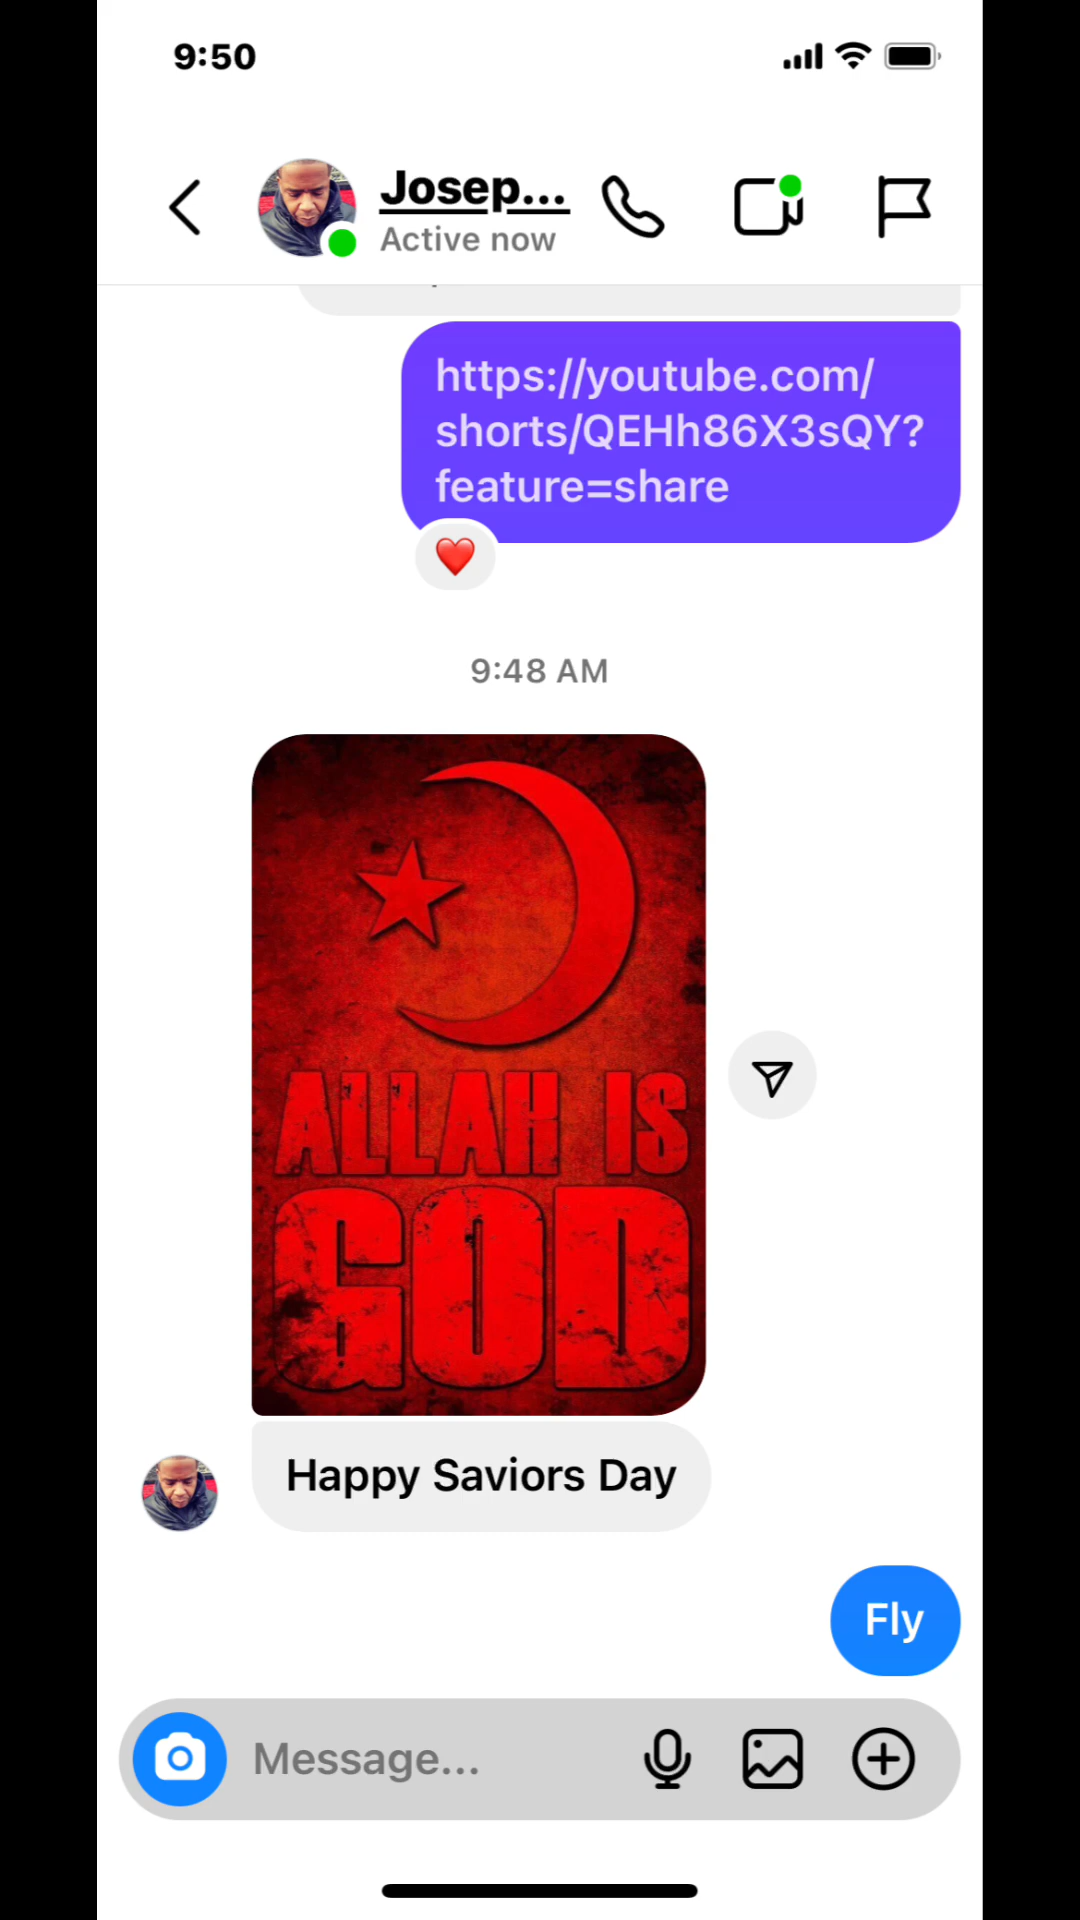 9:50
Josep...
Active now
https://youtube.com/
shorts/QEHh86X3sQY?
feature=share
9:48 AM
ALLAH IS
GOD
Happy Saviors Day
Fly
Message...